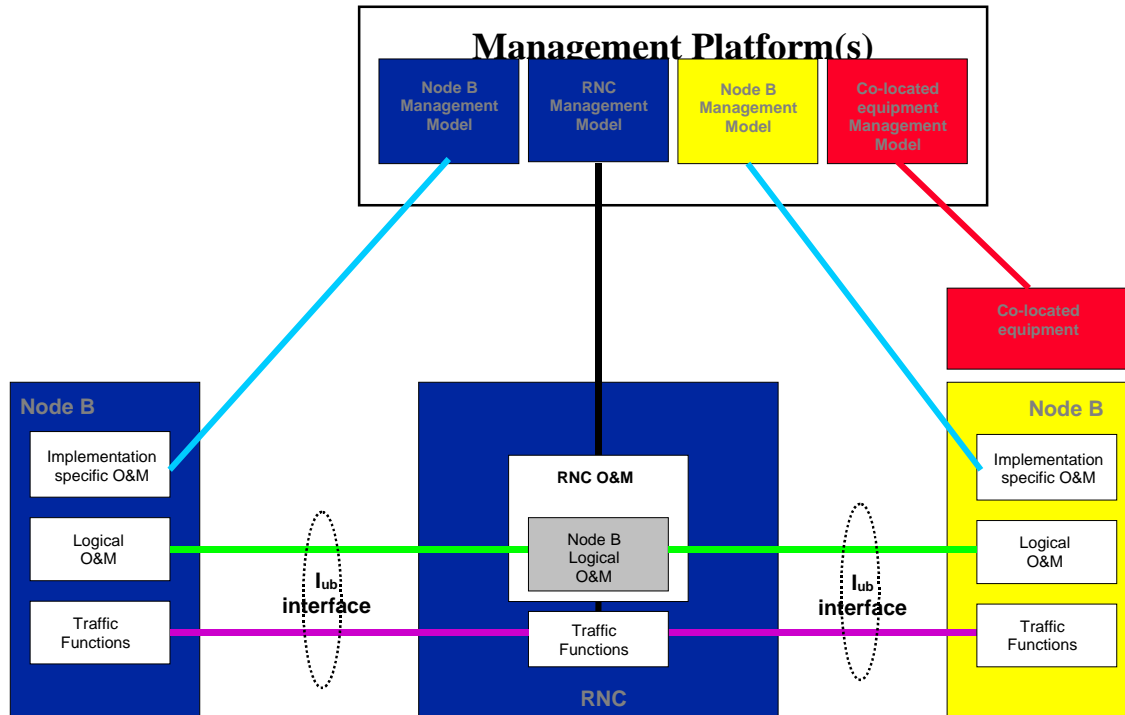 Management Platform(s)
Node B
Management
Model
RNC
Management
Model
Node B
Management
Model
Co-located
equipment
Management
Model
Co-located
equipment
Node B
Implementation
specific O&M
Logical
O&M
Traffic
Functions
Iub
interface
RNC O&M
Node B
Logical
O&M
Traffic
Functions
RNC
Iub
interface
Node B
Implementation
specific O&M
Logical
O&M
Traffic
Functions